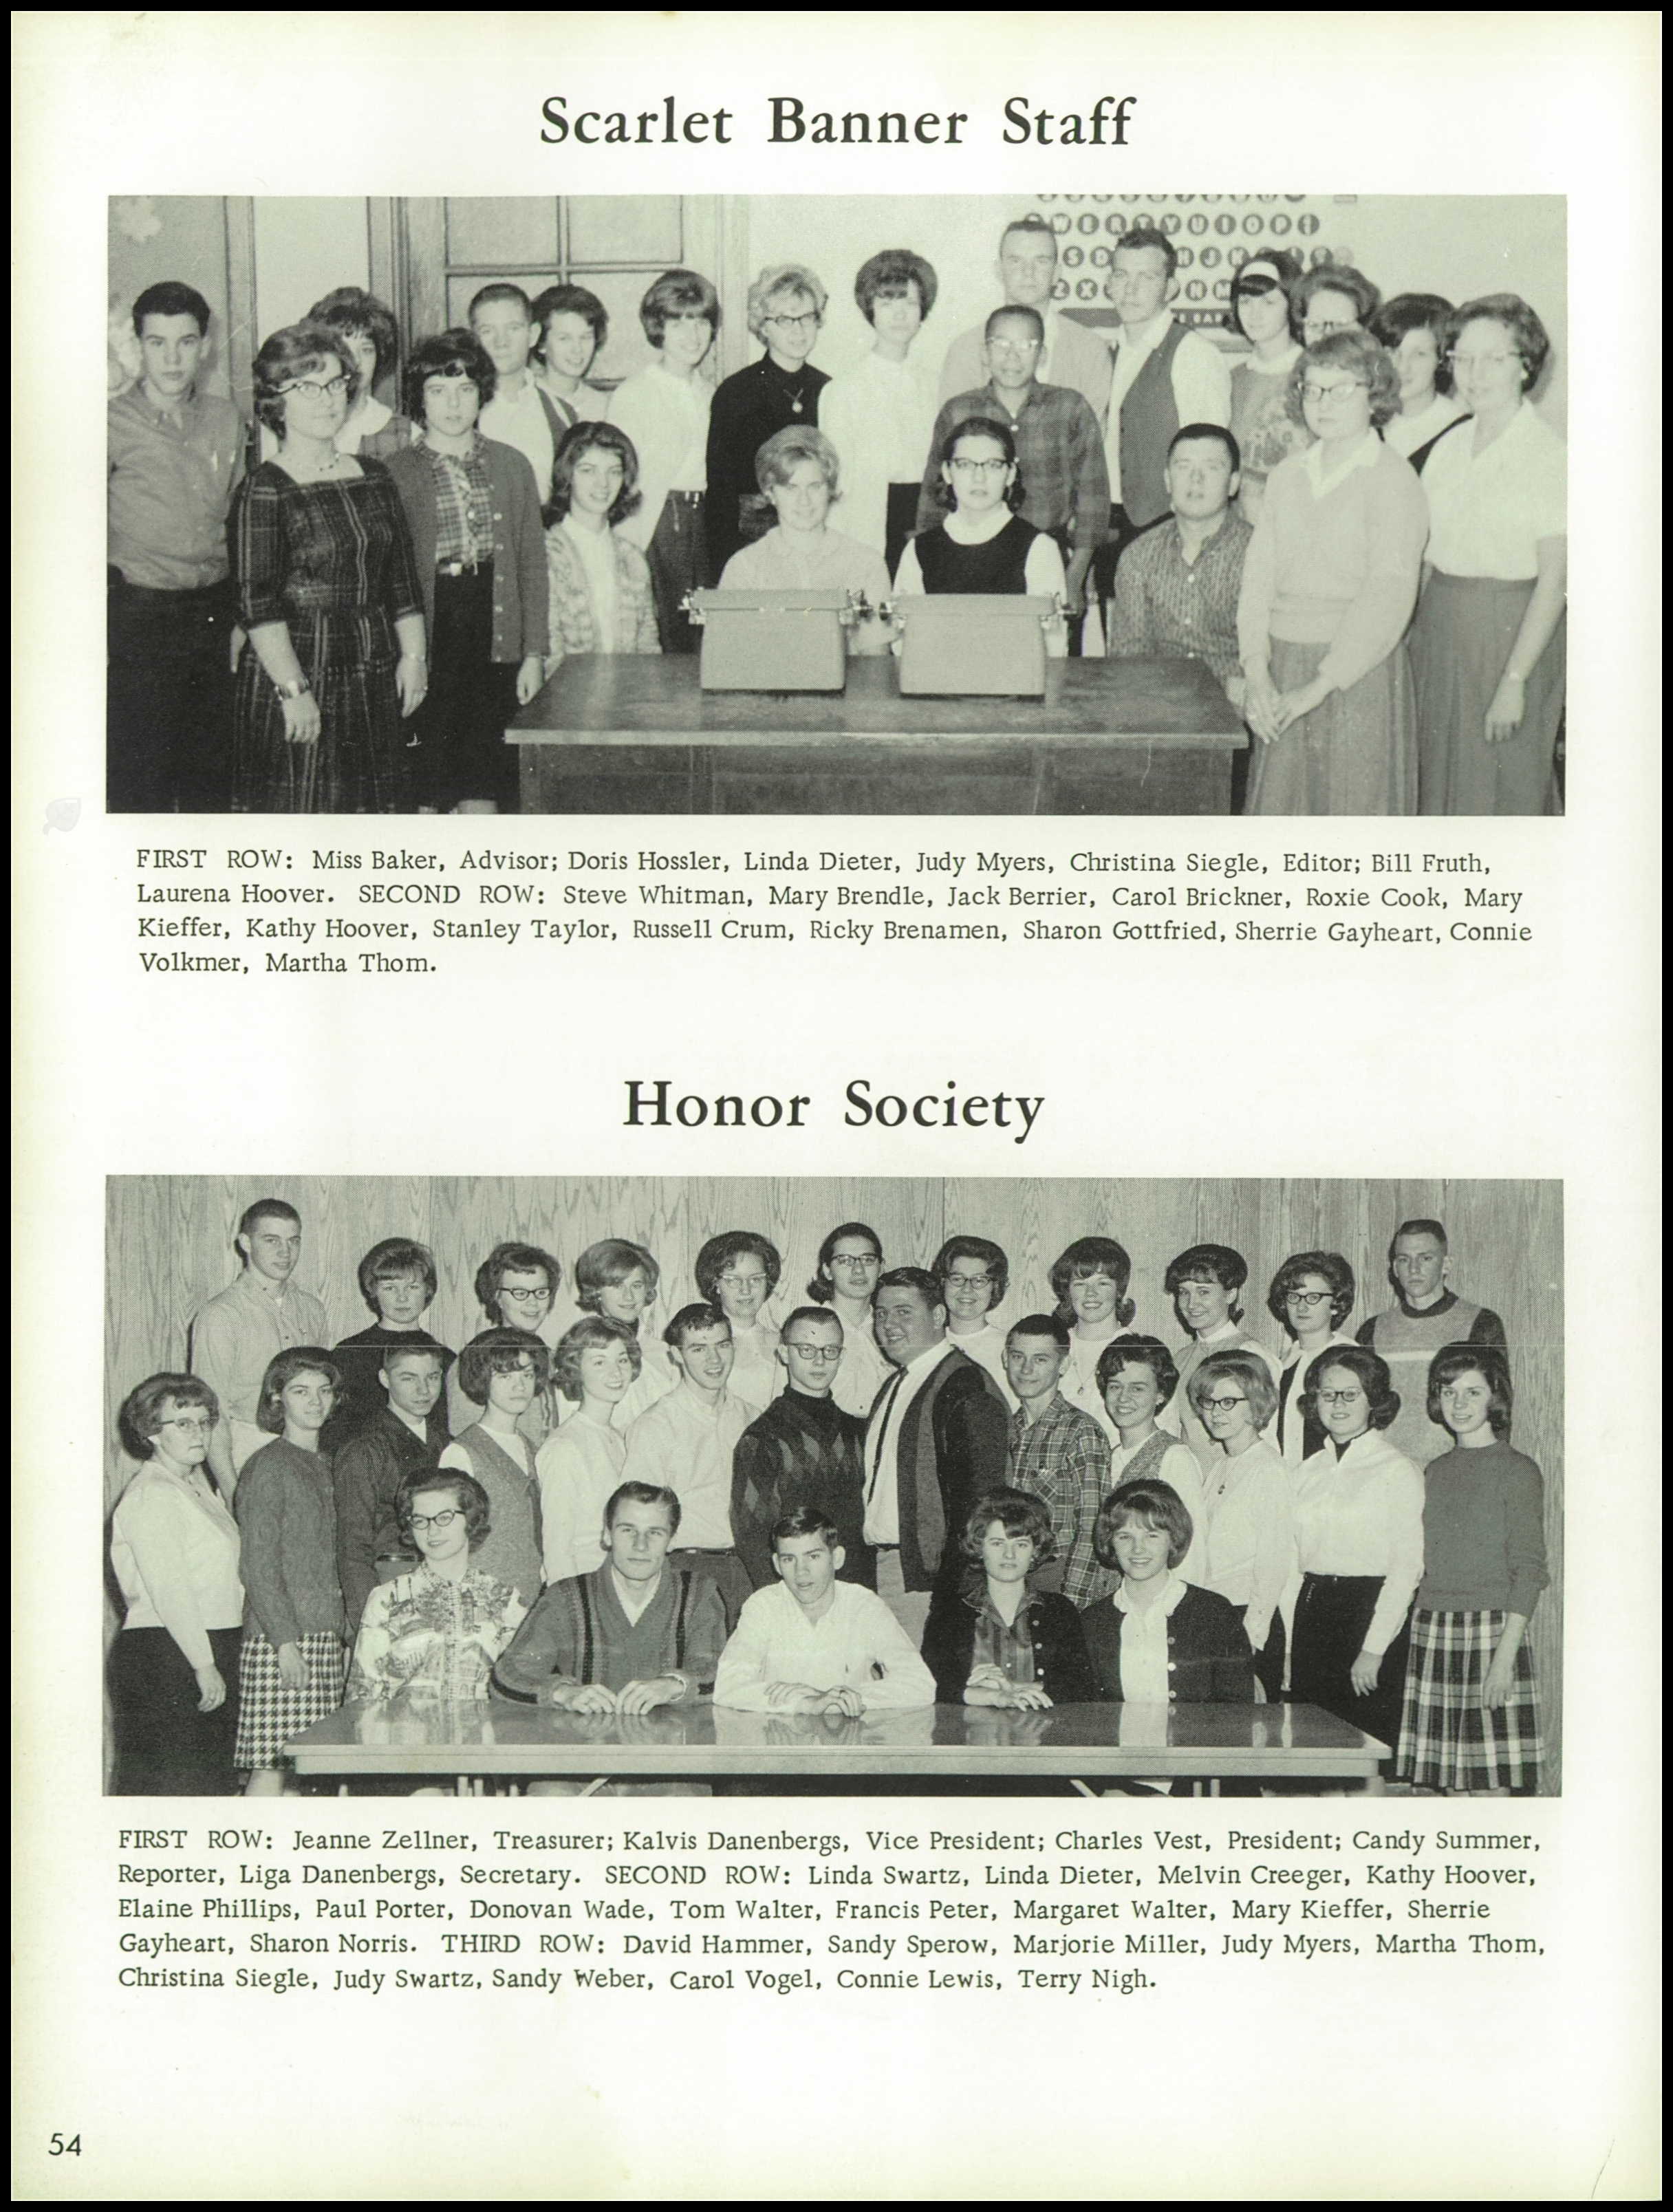 Scarlet Banner Staff
W E R T Y U I O P
S D H J K
Z X N M
E BAR
FIRST ROW: Miss Baker, Advisor; Doris Hossler, Linda Dieter, Judy Myers, Christina Siegle, Editor; Bill Fruth,
Laurena Hoover. SECOND ROW: Steve Whitman, Mary Brendle, Jack Berrier, Carol Brickner, Roxie Cook, Mary
Kieffer, Kathy Hoover, Stanley Taylor, Russell Crum, Ricky Brenamen, Sharon Gottfried, Sherrie Gayheart, Connie
Volkmer, Martha Thom.
Honor Society
FIRST ROW: Jeanne Zellner, Treasurer; Kalvis Danenbergs, Vice President; Charles Vest, President; Candy Summer,
Reporter, Liga Danenbergs, Secretary. SECOND ROW: Linda Swartz, Linda Dieter, Melvin Creeger, Kathy Hoover,
Elaine Phillips, Paul Porter, Donovan Wade, Tom Walter, Francis Peter, Margaret Walter, Mary Kieffer, Sherrie
Gayheart, Sharon Norris. THIRD ROW: David Hammer, Sandy Sperow, Marjorie Miller, Judy Myers, Martha Thom,
Christina Siegle, Judy Swartz, Sandy Weber, Carol Vogel, Connie Lewis, Terry Nigh.
54